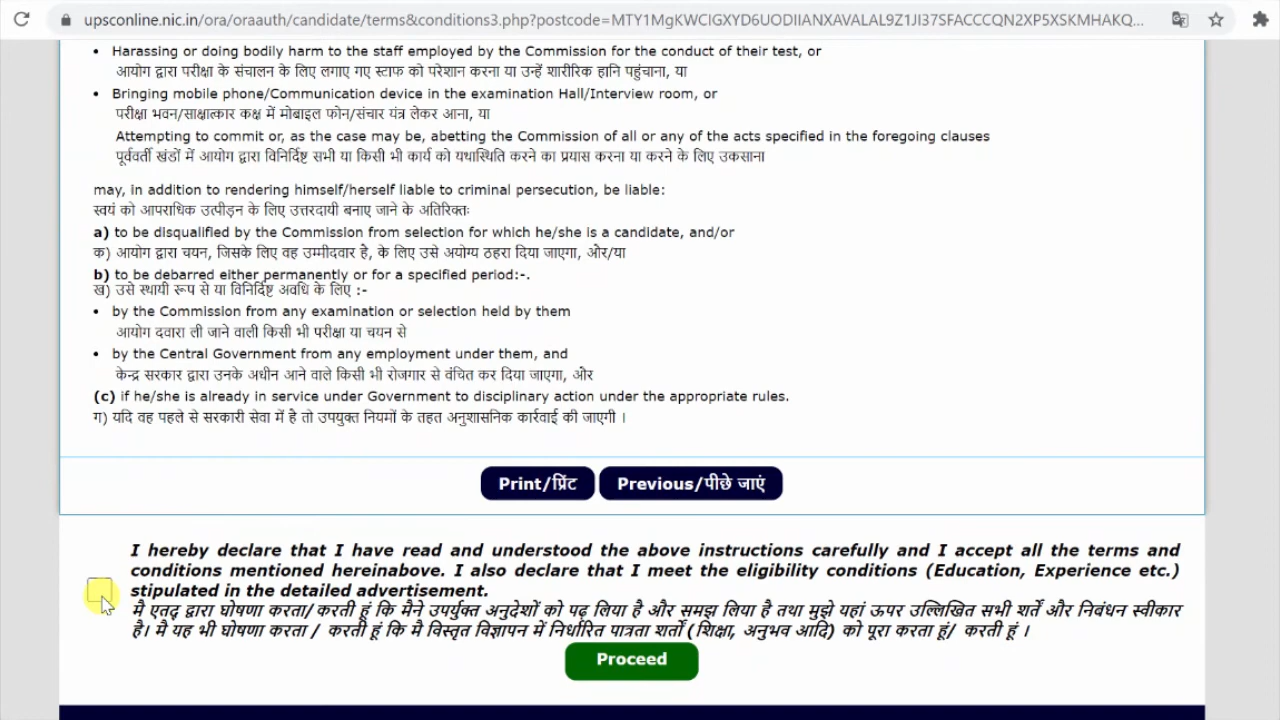 upsconline.nic.in/ora/oraauth/candidate/terms&conditions3.php?postcode=MTY1MgKWCIGXYD6UODIIANXAVALAL9Z1JI37SFACCCQN2XP5XSKMHAKQ...
• Harassing or doing bodily harm to the staff employed by the Commission for the conduct of their test, or
आयोग द्वारा परीक्षा के संचालन के लिए लगाए गए स्टाफ को परेशान करना या उन्हें शारीरिक हानि पहुंचाना, या
• Bringing mobile phone/Communication device in the examination Hall/Interview room, or
परीक्षा भवन/साक्षात्कार कक्ष में मोबाइल फोन/संचार यंत्र लेकर आना, या
Attempting to commit or, as the case may be, abetting the Commission of all or any of the acts specified in the foregoing clauses
पूर्ववर्ती खंडों में आयोग द्वारा विनिर्दिष्ट सभी या किसी भी कार्य को यथास्थिति करने का प्रयास करना या करने के लिए उकसाना
may, in addition to rendering himself/herself liable to criminal persecution, be liable:
स्वयं को आपराधिक उत्पीड़न के लिए उत्तरदायी बनाए जाने के अतिरिक्तः
a) to be disqualified by the Commission from selection for which he/she is a candidate, and/or
क) आयोग द्वारा चयन, जिसके लिए वह उम्मीदवार है, के लिए उसे अयोग्य ठहरा दिया जाएगा, और/या
b) to be debarred either permanently or for a specified period:-.
ख) उसे स्थायी रूप से या विनिर्दिष्ट अवधि के लिए :-
• by the Commission from any examination or selection held by them
आयोग दवारा ली जाने वाली किसी भी परीक्षा या चयन से
• by the Central Government from any employment under them, and
केन्द्र सरकार द्वारा उनके अधीन आने वाले किसी भी रोजगार से वंचित कर दिया जाएगा, और
(c) if he/she is already in service under Government to disciplinary action under the appropriate rules.
ग) यदि वह पहले से सरकारी सेवा में है तो उपयुक्त नियमों के तहत अनुशासनिक कार्रवाई की जाएगी ।
Print/प्रिंट Previous/पीछे जाएं
I hereby declare that I have read and understood the above instructions carefully and I accept all the terms and
conditions mentioned hereinabove. I also declare that I meet the eligibility conditions (Education, Experience etc.)
stipulated in the detailed advertisement.
मै एतद् द्वारा घोषणा करता/ करती हूं कि मैने उपर्युक्त अनुदेशों को पढ़ लिया है और समझ लिया है तथा मुझे यहां ऊपर उल्लिखित सभी शर्तें और निबंधन स्वीकार
है। मै यह भी घोषणा करता / करती हूं कि मै विस्तृत विज्ञापन में निर्धारित पात्रता शर्तों (शिक्षा, अनुभव आदि) को पूरा करता हूं/ करती हूं ।
Proceed